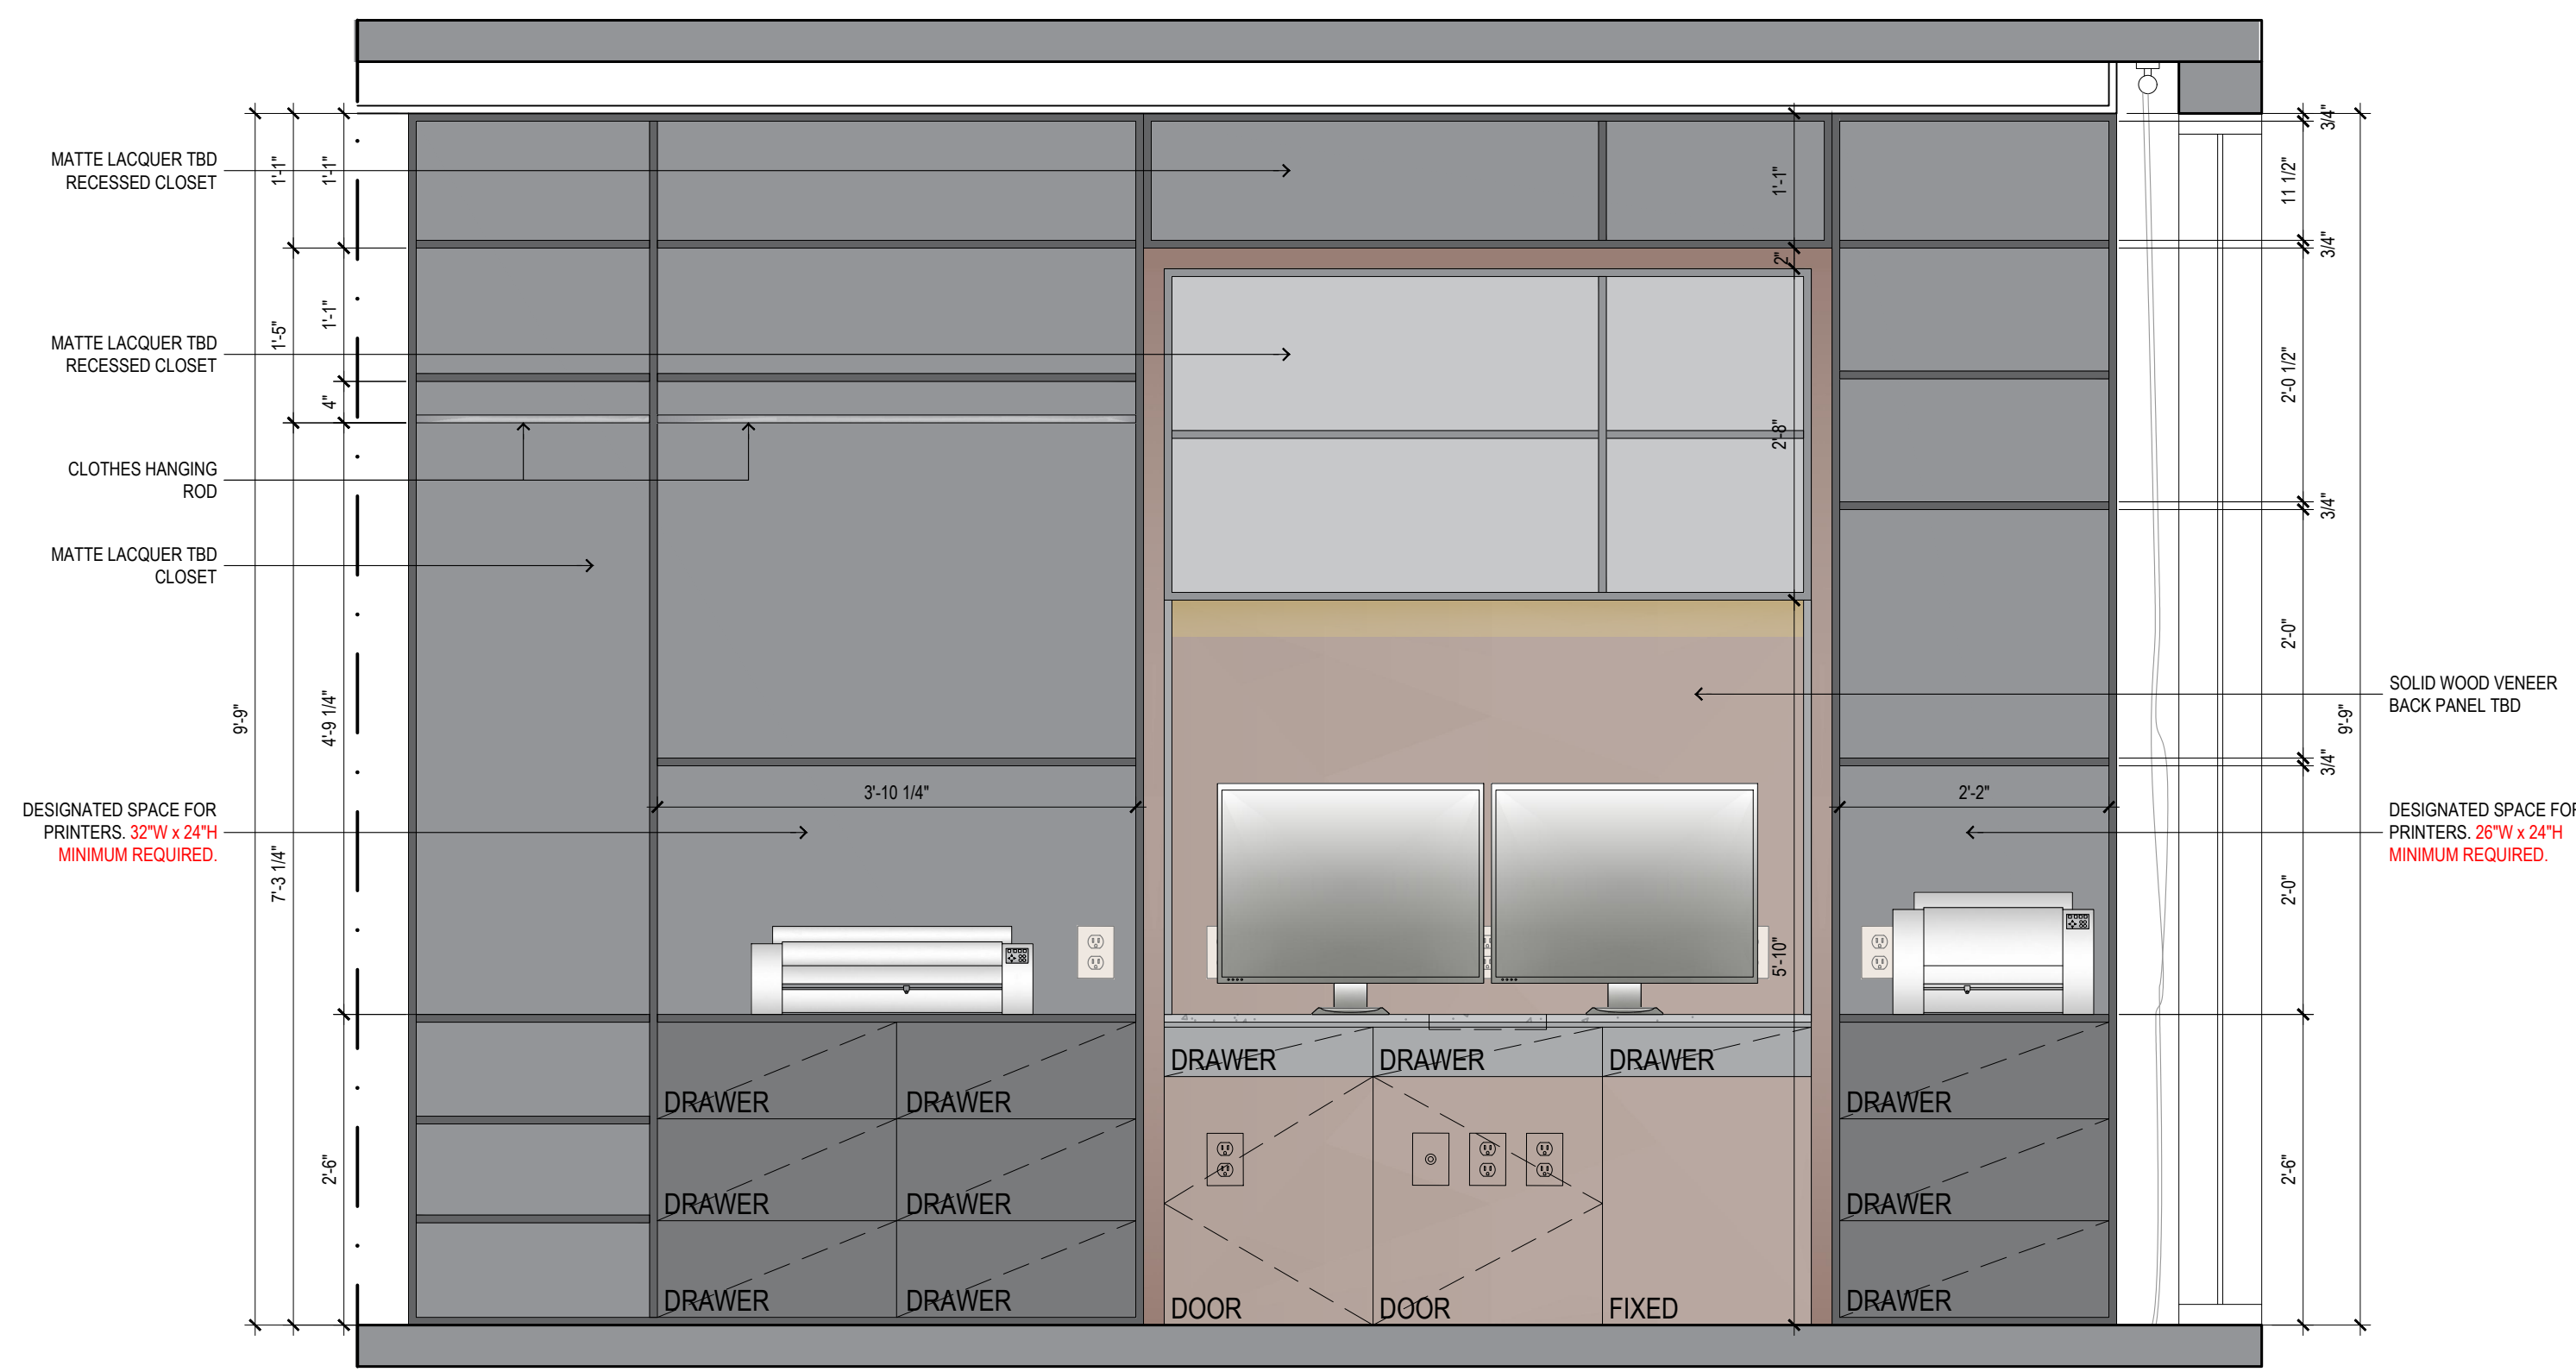 MATTE LACQUER TBD
RECESSED CLOSET
MATTE LACQUER TBD
RECESSED CLOSET
CLOTHES HANGING
ROD
MATTE LACQUER TBD
CLOSET
DESIGNATED SPACE FOR
PRINTERS. 32"W x 24"H
MINIMUM REQUIRED.
9'-9"
1'-1"
1'-5"
7'-3 1/4"
1'-1"
1'-1"
4"
4'-9 1/4"
2'-6"
3'-10 1/4"
DRAWER DRAWER
DRAWER DRAWER
DRAWER DRAWER
1'-1"
2"
2'-8"
5'-10"
DRAWER DRAWER DRAWER
DOOR DOOR FIXED
2'-2"
DRAWER
DRAWER
DRAWER
3/4"
11 1/2"
3/4"
2'-0 1/2"
3/4"
2'-0"
3/4"
2'-0"
2'-6"
9'-9"
SOLID WOOD VENEER
BACK PANEL TBD
DESIGNATED SPACE FOR
PRINTERS. 26"W x 24"H
MINIMUM REQUIRED.